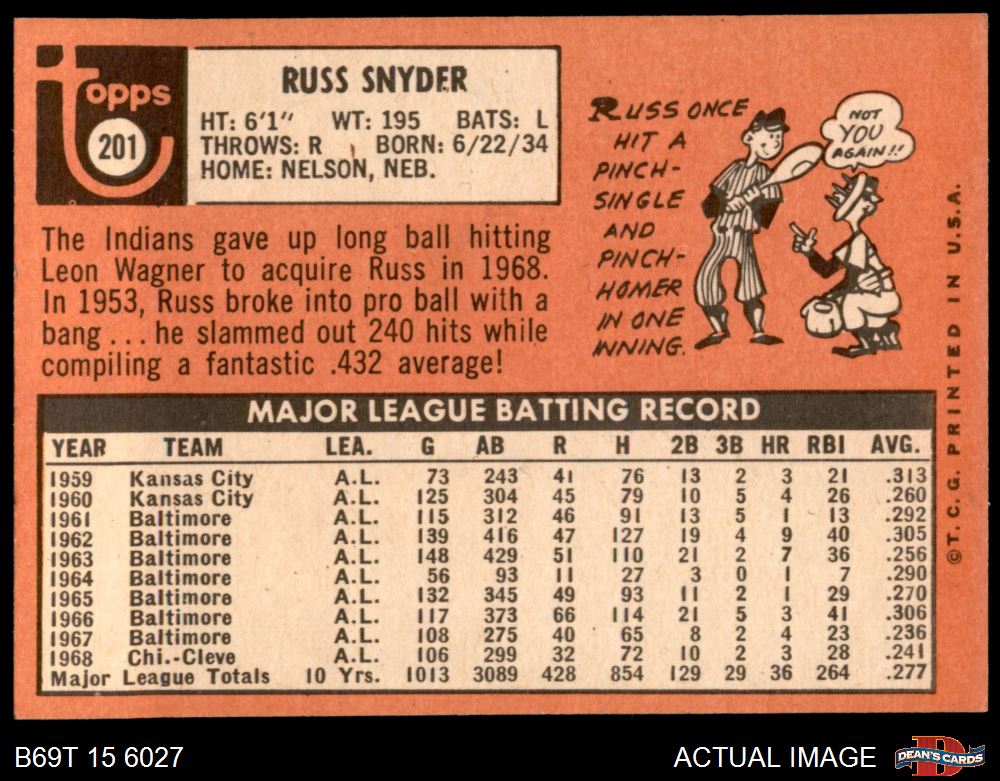 Topps
201
RUSS SNYDER
HT: 6'1" WT: 195 BATS: L
THROWS: R BORN: 6/22/34
HOME: NELSON, NEB.
The Indians gave up long ball hitting
Leon Wagner to acquire Russ in 1968.
In 1953, Russ broke into pro ball with a
bang ... he slammed out 240 hits while
compiling a fantastic .432 average!
RUSS ONCE
HIT A
PINCH-
SINGLE
AND
PINCH-
HOMER
IN ONE
INNING.
NOT
YOU
AGAIN!!
©T.C.G. PRINTED IN U.S.A.
MAJOR LEAGUE BATTING RECORD
YEAR TEAM LEA. G AB R H 2B 3B HR RBI AVG.
1959 Kansas City A.L. 73 243 41 76 13 2 3 21 .313
1960 Kansas City A.L. 125 304 45 79 10 5 4 26 .260
1961 Baltimore A.L. 115 312 46 91 13 5 1 13 .292
1962 Baltimore A.L. 139 416 47 127 19 4 9 40 .305
1963 Baltimore A.L. 148 429 51 110 21 2 7 36 .256
1964 Baltimore A.L. 56 93 11 27 3 0 1 7 .290
1965 Baltimore A.L. 132 345 49 93 11 2 1 29 .270
1966 Baltimore A.L. 117 373 66 114 21 5 3 41 .306
1967 Baltimore A.L. 108 275 40 65 8 2 4 23 .236
1968 Chi.-Cleve A.L. 106 299 32 72 10 2 3 28 .241
Major League Totals 10 Yrs. 1013 3089 428 854 129 29 36 264 .277
B69T 15 6027
ACTUAL IMAGE
DEAN'S CARDS